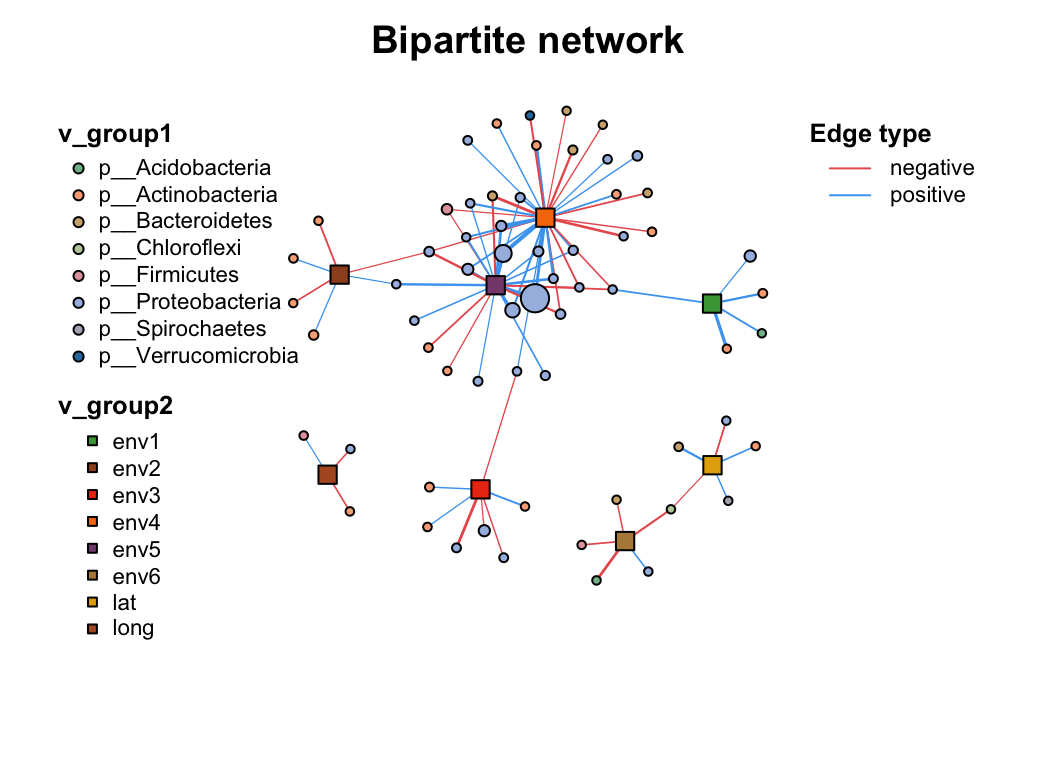 Bipartite network
v_group1
p__Acidobacteria
p__Actinobacteria
p__Bacteroidetes
p__Chloroflexi
p__Firmicutes
p__Proteobacteria
p__Spirochaetes
p__Verrucomicrobia
v_group2
env1
env2
env3
env4
env5
env6
lat
long
Edge type
negative
positive